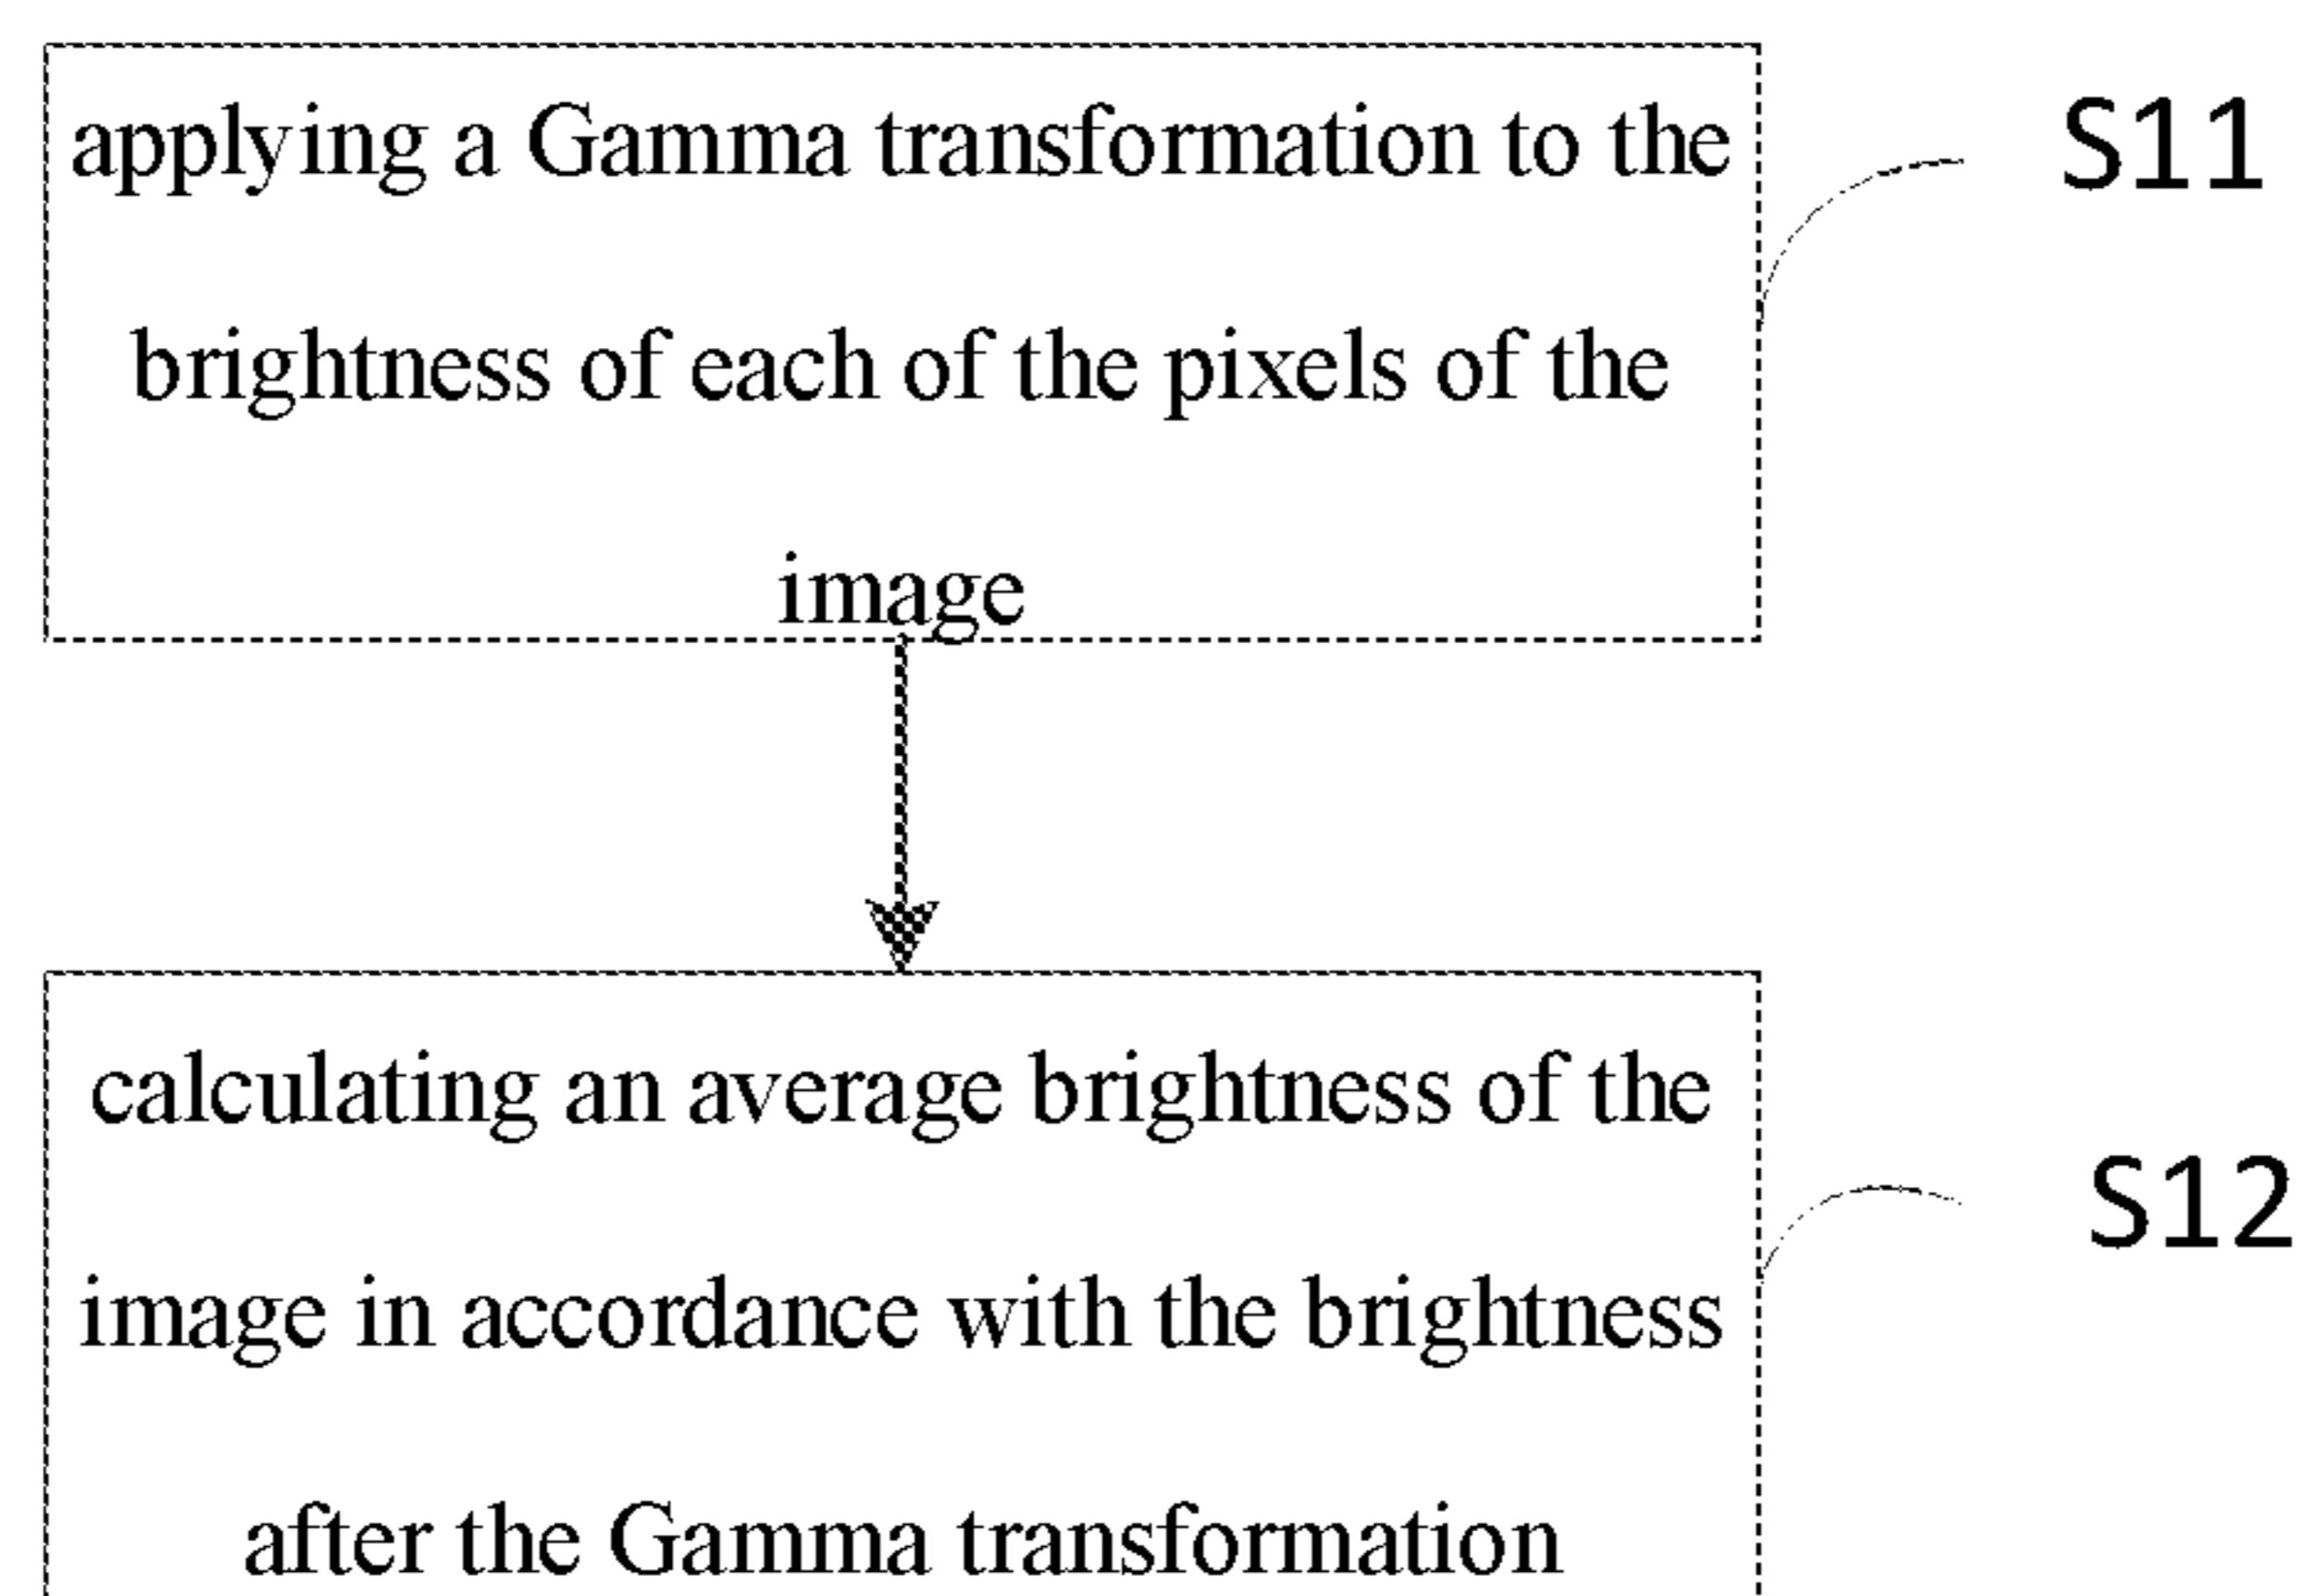 applying a Gamma transformation to the
brightness of each of the pixels of the
image
S11
calculating an average brightness of the
image in accordance with the brightness
after the Gamma transformation
S12